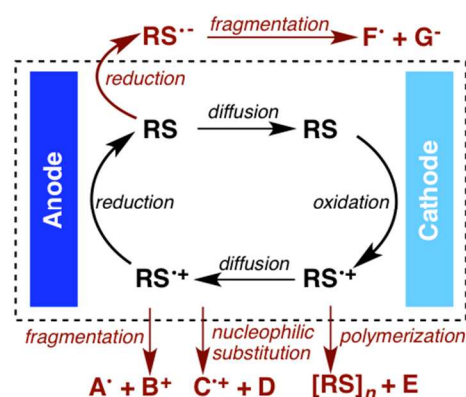 RS·- fragmentation F· + G-
reduction
Anode
RS diffusion RS
reduction
oxidation
Cathode
RS·+ diffusion RS·+
fragmentation
nucleophilic
substitution
polymerization
A· + B+ C·+ + D [RS]n + E